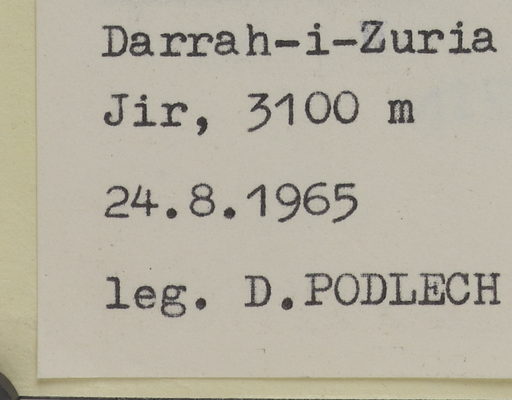 Darrah-i-Zuria
Jir, 3100 m
24.8.1965
leg. D.PODLECH